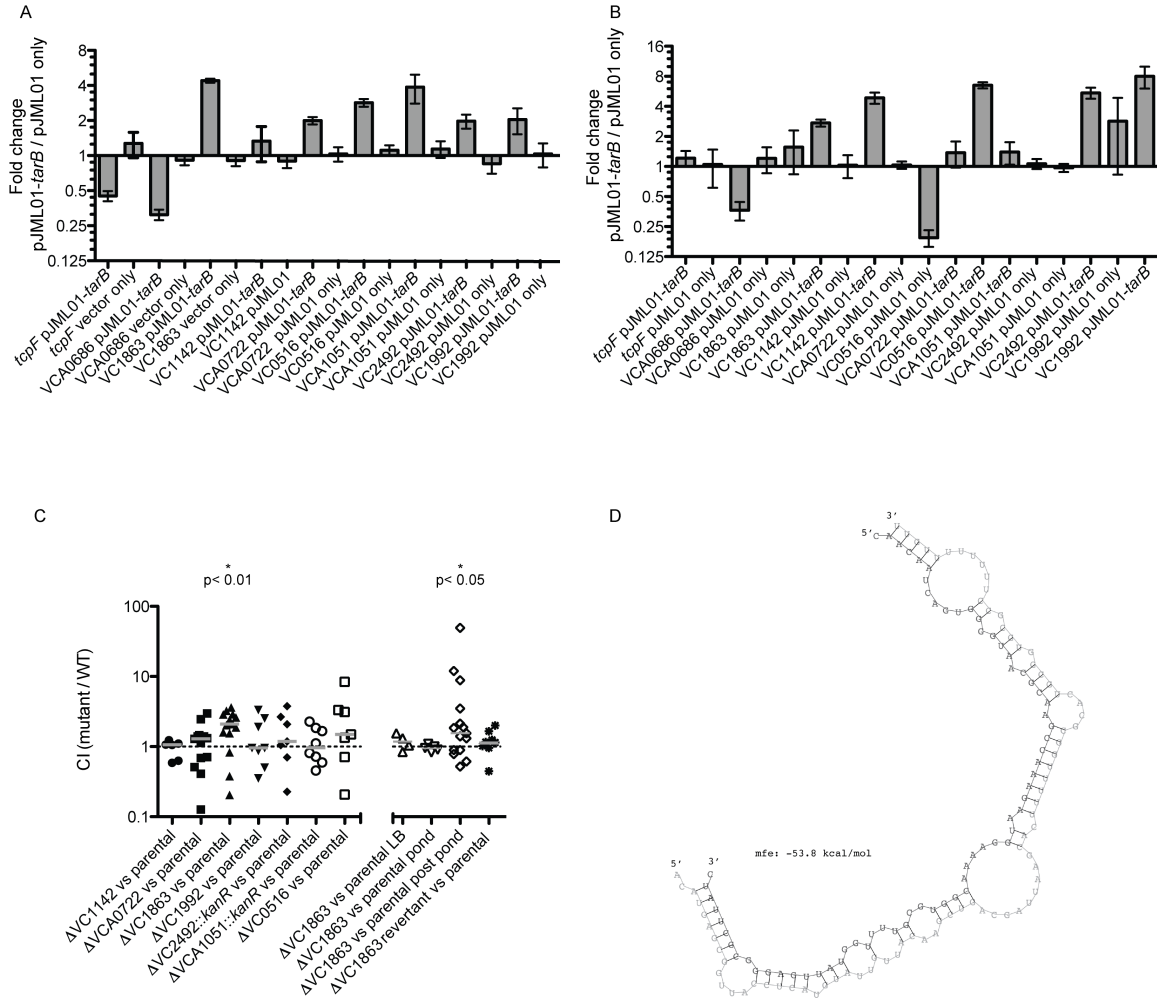 A
Fold change
pJML01-tarB / pJML01 only
8
4
2
1
0.5
0.25
0.125
tcpF pJML01-tarB
tcpF vector only
VCA0686 pJML01-tarB
VCA0686 vector only
VC1863 pJML01-tarB
VC1863 vector only
VC1142 pJML01-tarB
VC1142 pJML01
VCA0722 pJML01-tarB
VCA0722 pJML01 only
VC0516 pJML01-tarB
VC0516 pJML01 only
VCA1051 pJML01-tarB
VCA1051 pJML01 only
VC2492 pJML01-tarB
VC2492 pJML01 only
VC1992 pJML01-tarB
VC1992 pJML01 only
B
Fold change
pJML01-tarB / pJML01 only
16
8
4
2
1
0.5
0.25
0.125
tcpF pJML01-tarB
tcpF pJML01 only
VCA0686 pJML01-tarB
VCA0686 pJML01 only
VC1863 pJML01 only
VC1863 pJML01-tarB
VC1142 pJML01 only
VC1142 pJML01-tarB
VCA0722 pJML01 only
VC0516 pJML01 only
VCA0722 pJML01-tarB
VC0516 pJML01-tarB
VCA1051 pJML01-tarB
VC2492 pJML01 only
VCA1051 pJML01 only
VC2492 pJML01-tarB
VC1992 pJML01 only
VC1992 pJML01-tarB
C
*
p< 0.01
*
p< 0.05
CI (mutant / WT)
100
10
1
0.1
ΔVC1142 vs parental
ΔVCA0722 vs parental
ΔVC1863 vs parental
ΔVC1992 vs parental
ΔVC2492::kanR vs parental
ΔVCA1051::kanR vs parental
ΔVC0516 vs parental
ΔVC1863 vs parental LB
ΔVC1863 vs parental pond
ΔVC1863 vs parental post pond
ΔVC1863 revertant vs parental
D
3'
5'
mfe: -53.8 kcal/mol
5'
3'